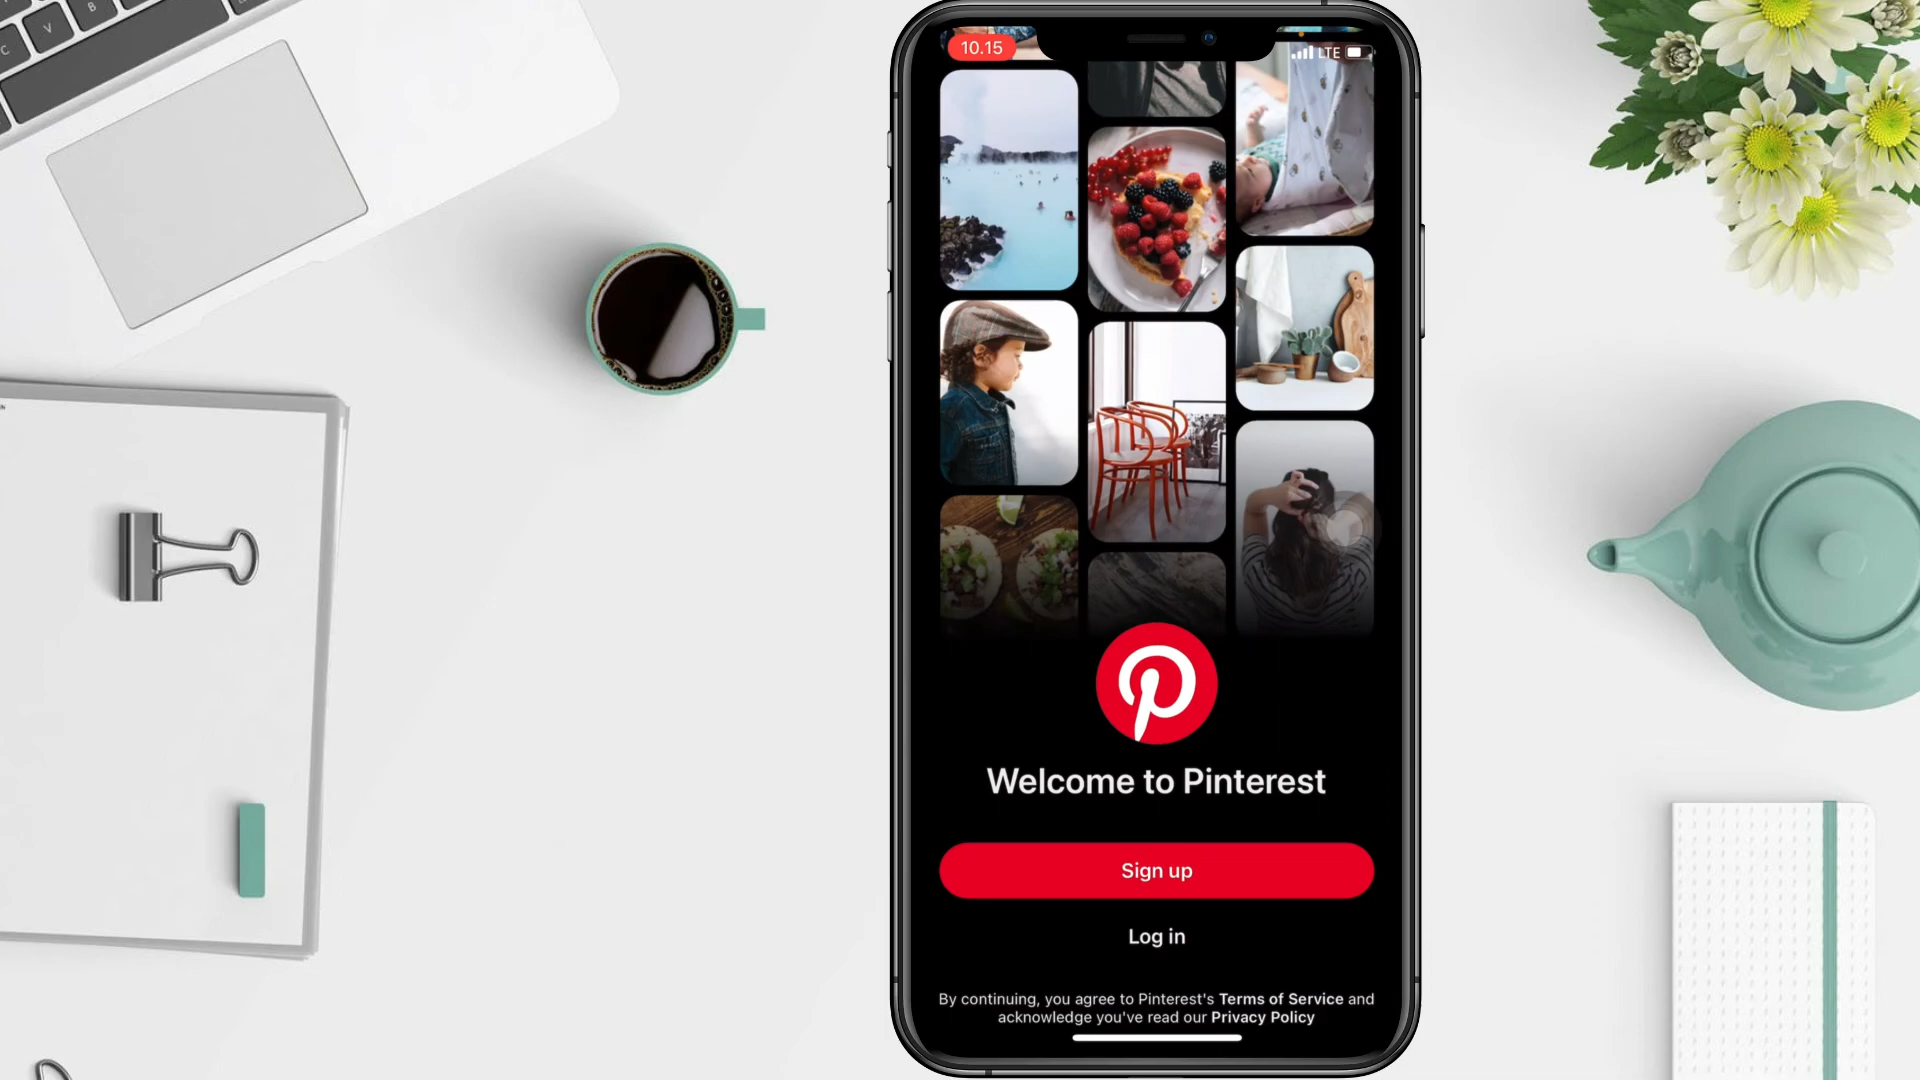 10.15
LTE
V
B
C
Welcome to Pinterest
Sign up
Log in
By continuing, you agree to Pinterest's Terms of Service and
acknowledge you've read our Privacy Policy